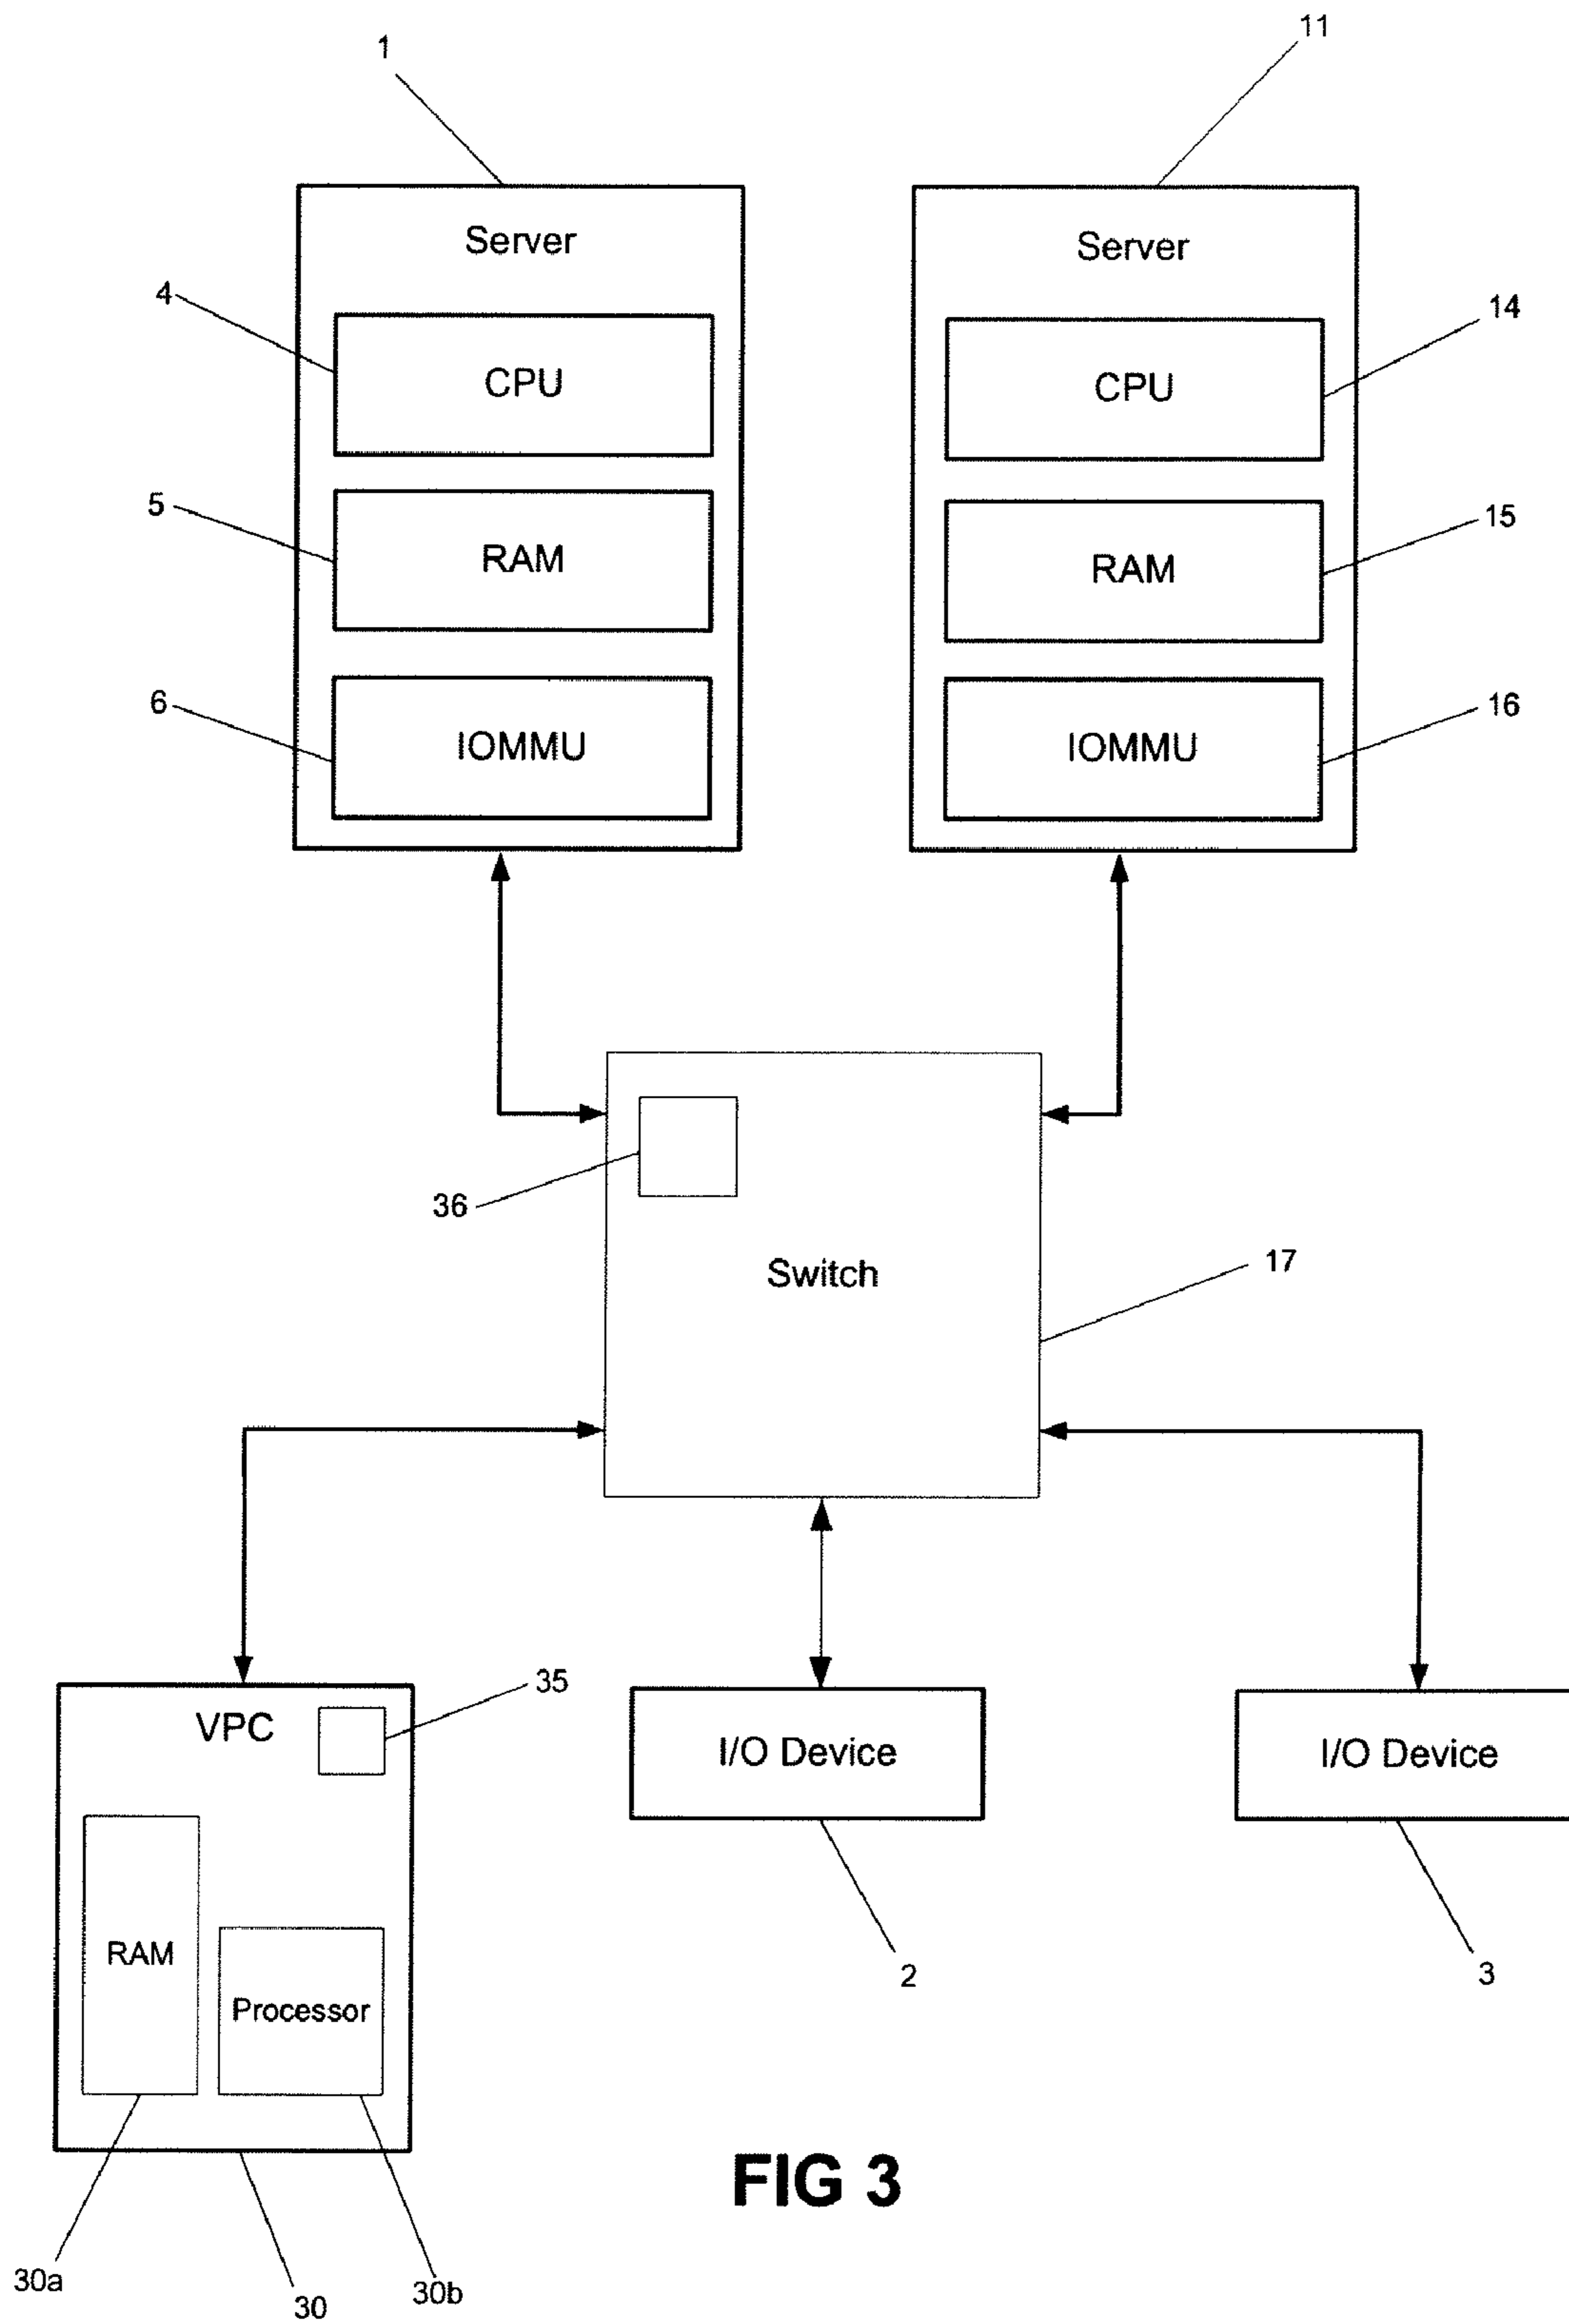 1
11
Server
Server
4
14
CPU
CPU
5
15
RAM
RAM
6
16
IOMMU
IOMMU
36
Switch
17
35
VPC
I/O Device
I/O Device
RAM
Processor
2
3
FIG 3
30a
30
30b